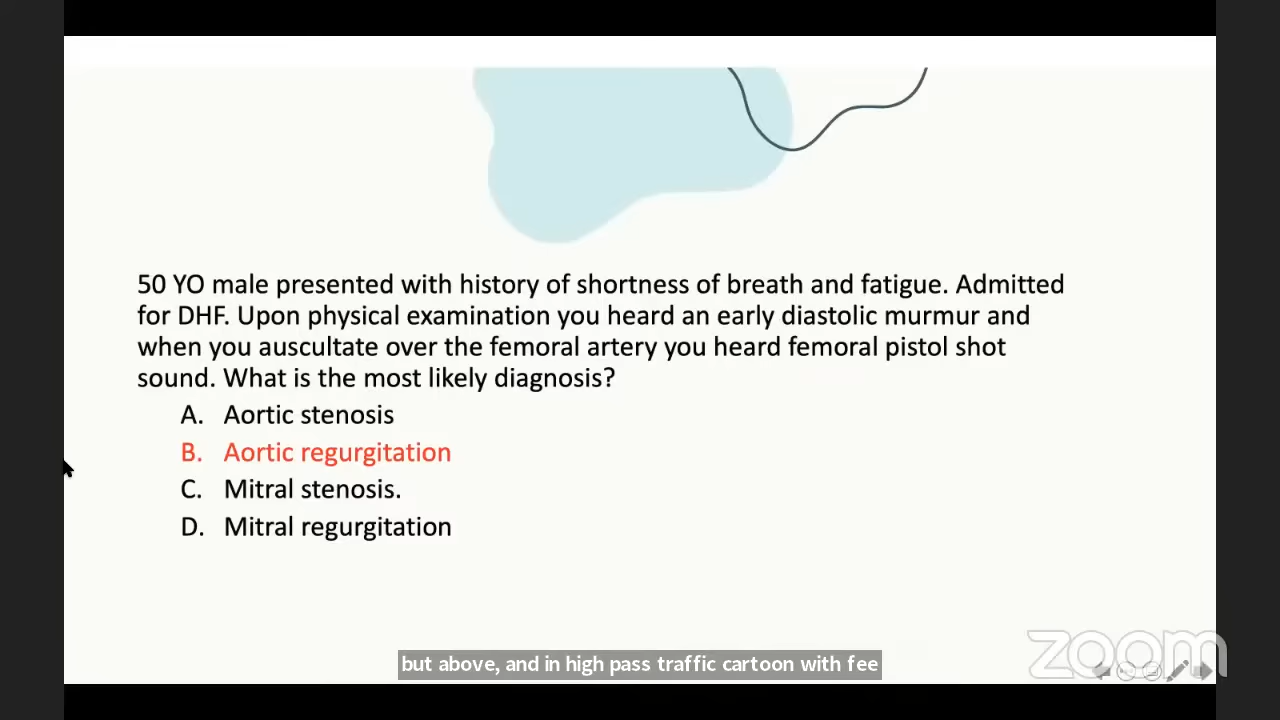 50 YO male presented with history of shortness of breath and fatigue. Admitted
for DHF. Upon physical examination you heard an early diastolic murmur and
when you auscultate over the femoral artery you heard femoral pistol shot
sound. What is the most likely diagnosis?
A. Aortic stenosis
B. Aortic regurgitation
C. Mitral stenosis.
D. Mitral regurgitation
but above, and in high pass traffic cartoon with fee
zoom